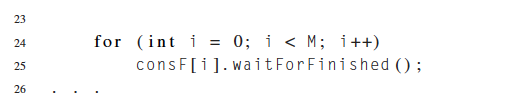 23
24 for (int i = 0; i < M; i++)
25 consF[i].waitForFinished();
26 . . .